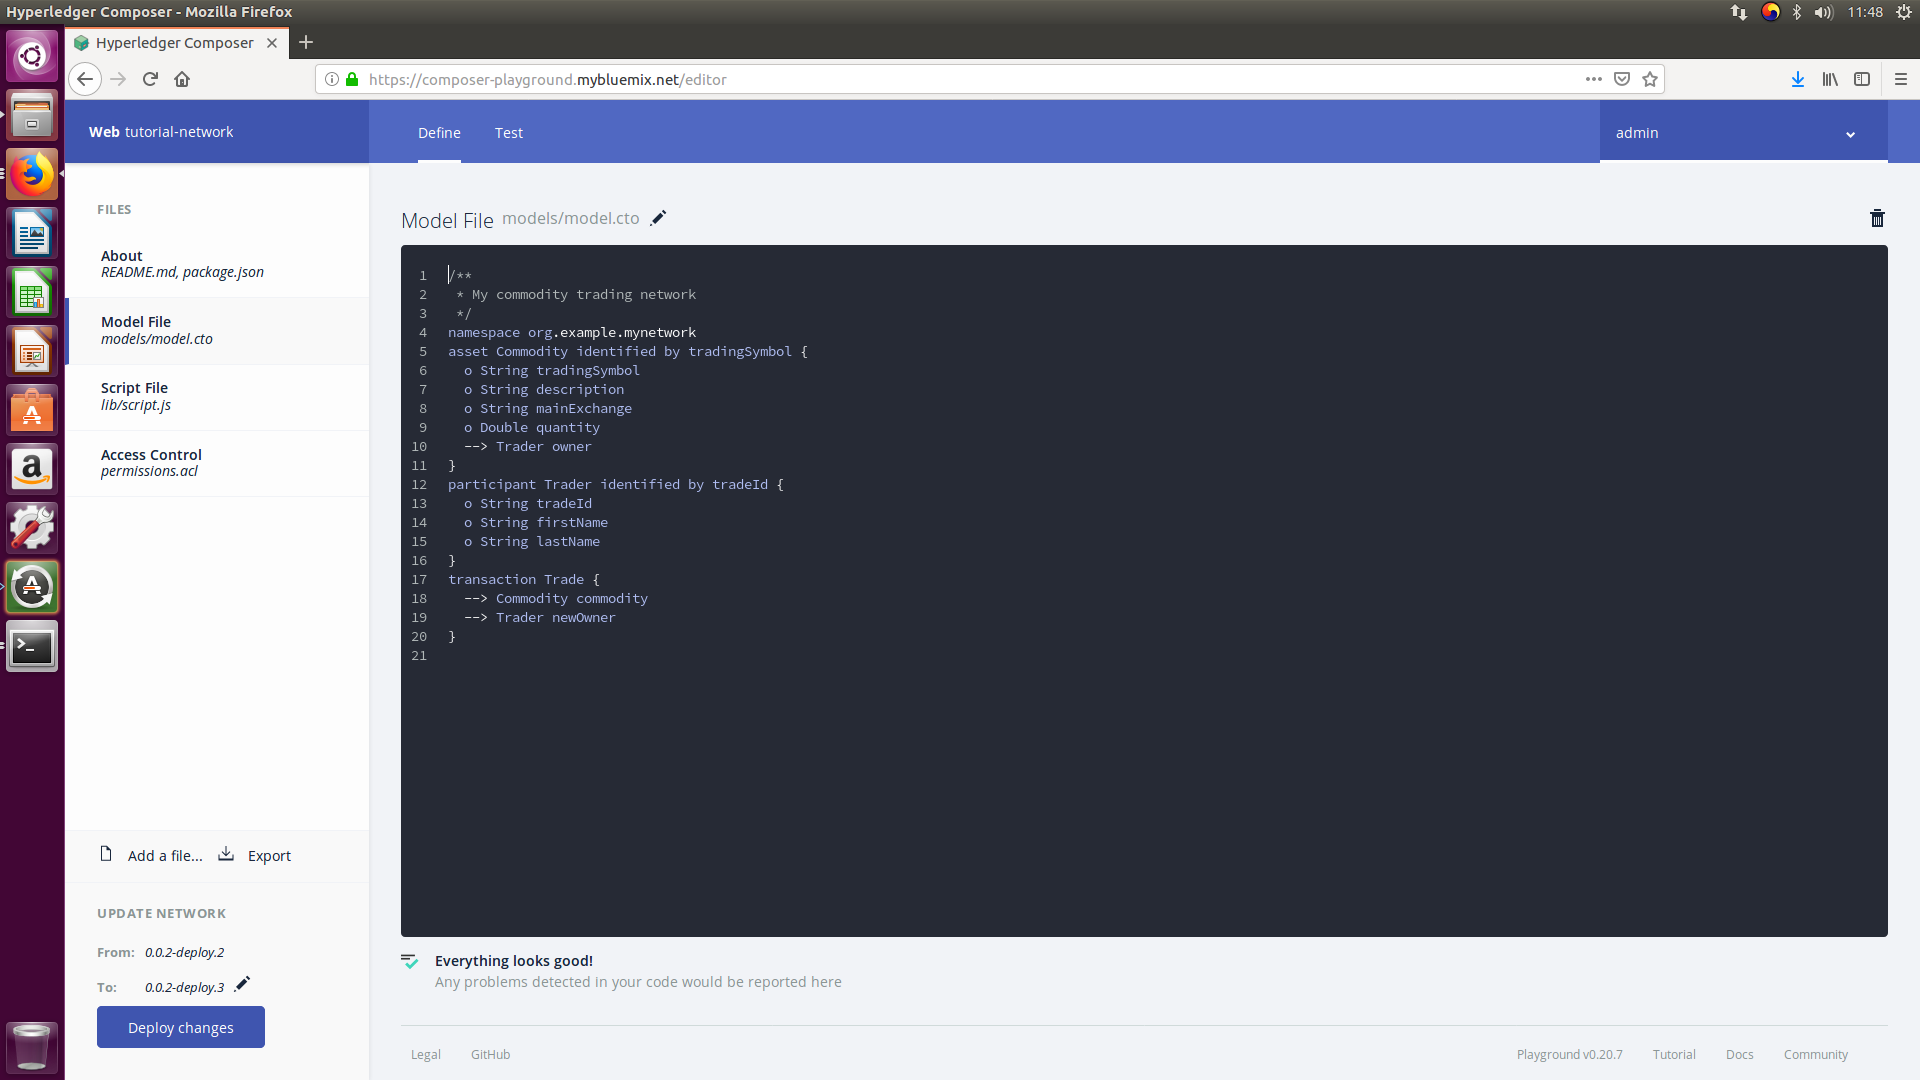 Hyperledger Composer - Mozilla Firefox
11:48
Hyperledger Composer
https://composer-playground.mybluemix.net/editor
Web tutorial-network
Define
Test
admin
FILES
About
README.md, package.json
Model File
models/model.cto
Script File
lib/script.js
Access Control
permissions.acl
Add a file...
Export
UPDATE NETWORK
From: 0.0.2-deploy.2
To: 0.0.2-deploy.3
Deploy changes
Model File models/model.cto
1 /**
2  * My commodity trading network
3  */
4 namespace org.example.mynetwork
5 asset Commodity identified by tradingSymbol {
6   o String tradingSymbol
7   o String description
8   o String mainExchange
9   o Double quantity
10   --> Trader owner
11 }
12 participant Trader identified by tradeId {
13   o String tradeId
14   o String firstName
15   o String lastName
16 }
17 transaction Trade {
18   --> Commodity commodity
19   --> Trader newOwner
20 }
21
Everything looks good!
Any problems detected in your code would be reported here
Legal
GitHub
Playground v0.20.7
Tutorial
Docs
Community